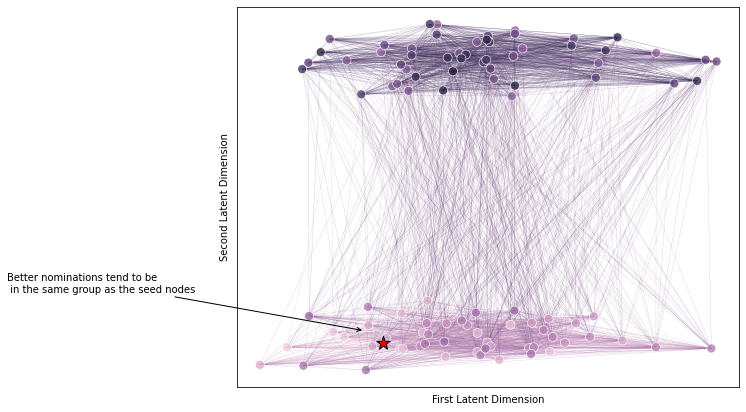 Second Latent Dimension
Better nominations tend to be
in the same group as the seed nodes
First Latent Dimension